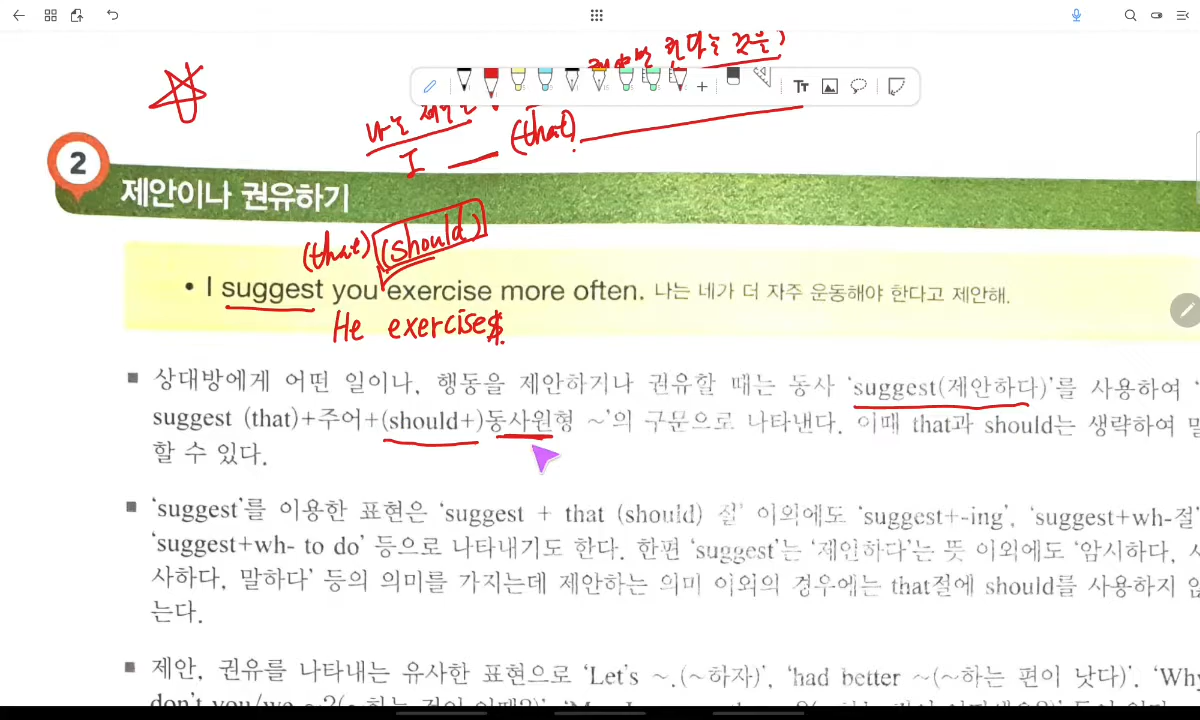 한다는 것을)
나는
(that)
I
2
제안이나 권유하기
(that) (should)
• I suggest you exercise more often. 나는 네가 더 자주 운동해야 한다고 제안해.
He exercises.
■ 상대방에게 어떤 일이나, 행동을 제안하기나 권유할 때는 동사 ‘suggest(제안하다)’를 사용하여 ‘
suggest (that)+주어+(should+)동사원형 ~’의 구문으로 나타낸다. 이때 that과 should는 생략하여 말
할 수 있다.
■ ‘suggest’를 이용한 표현은 ‘suggest + that (should) 절’ 이외에도 ‘suggest+-ing’, ‘suggest+wh-절’
‘suggest+wh- to do’ 등으로 나타내기도 한다. 한편 ‘suggest’는 ‘제안하다’는 뜻 이외에도 ‘암시하다, 시
사하다, 말하다’ 등의 의미를 가지는데 제안하는 의미 이외의 경우에는 that절에 should를 사용하지 않
는다.
■ 제안, 권유를 나타내는 유사한 표현으로 ‘Let's ~.(~하자)’, ‘had better ~(~하는 편이 낫다)’. ‘Why